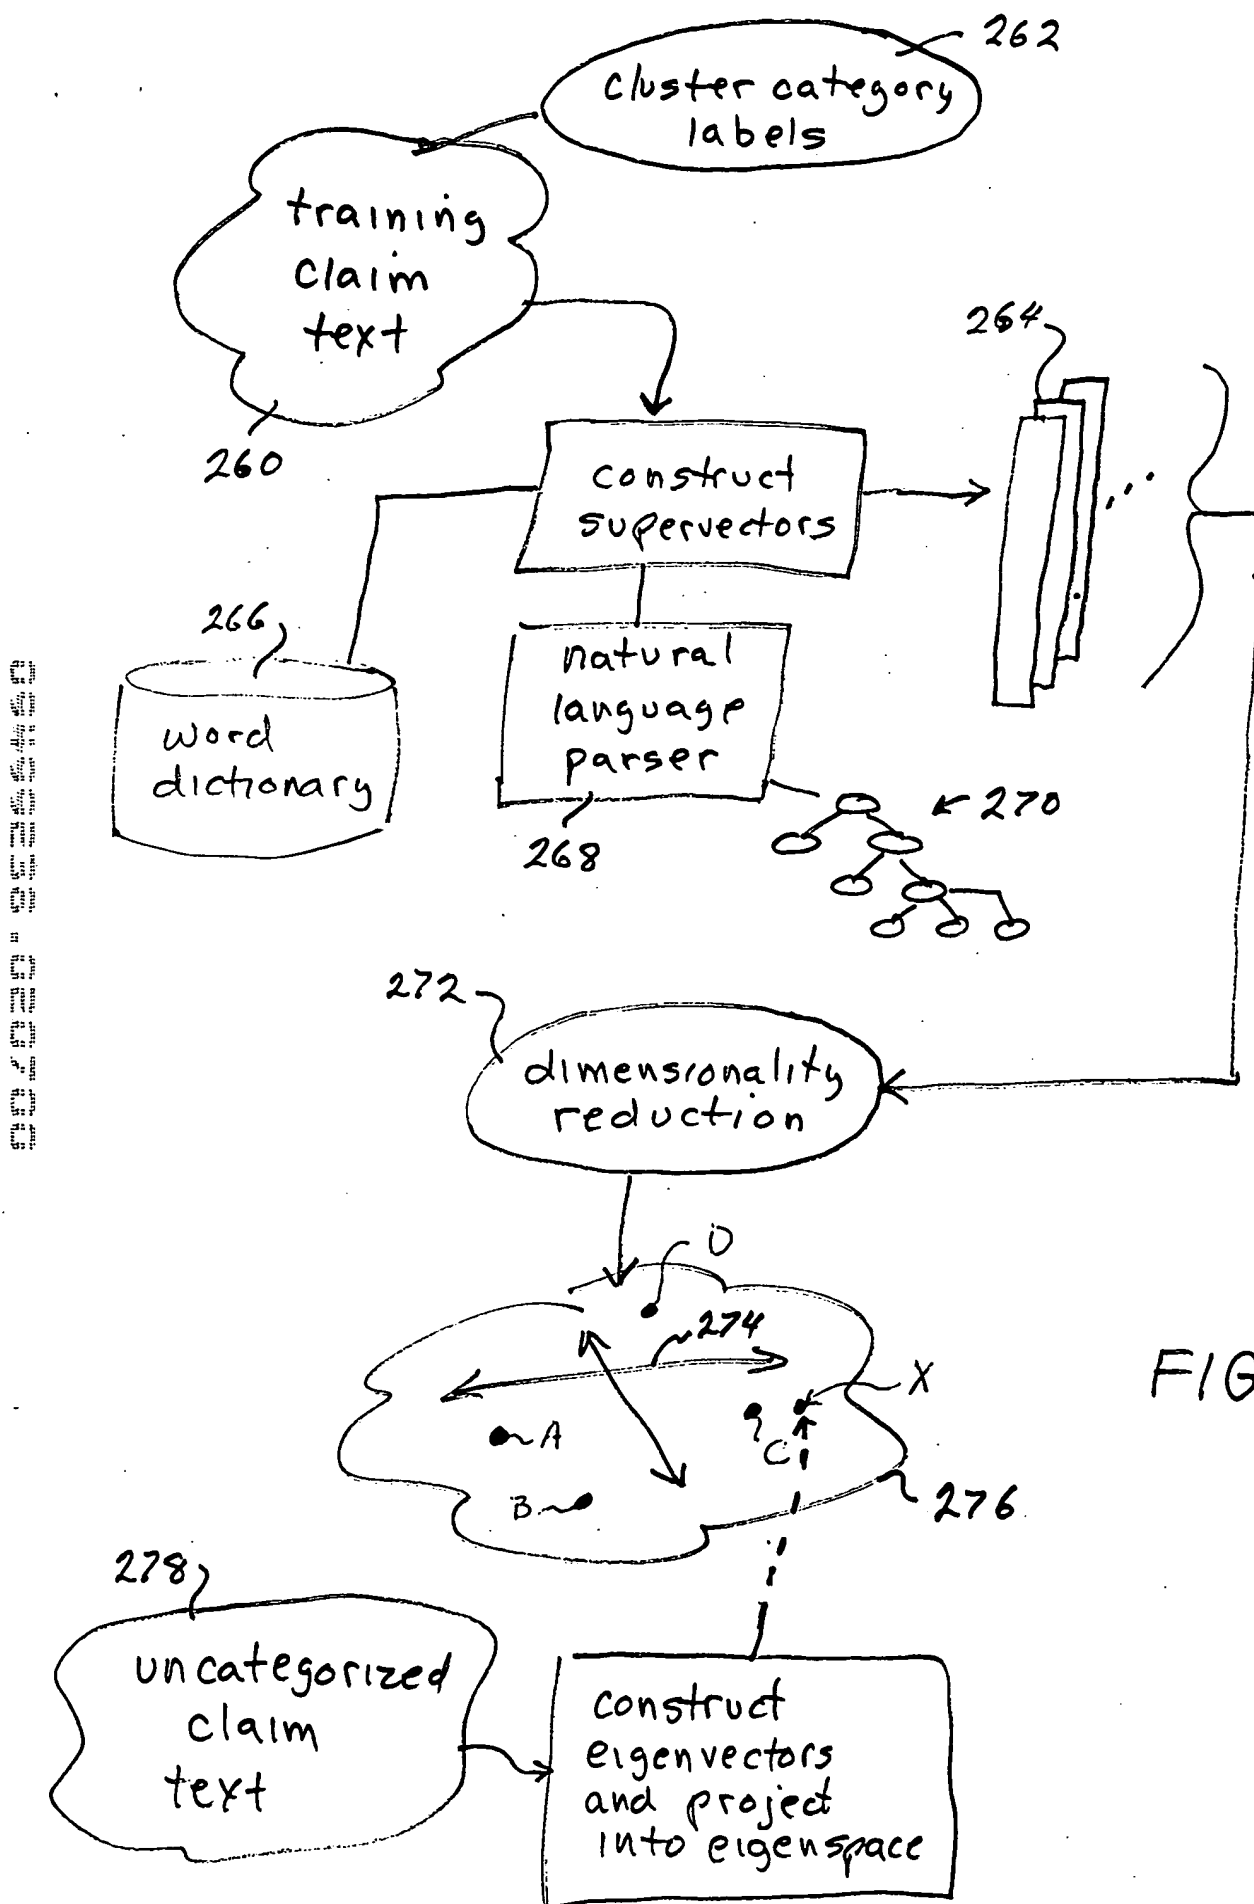 262
cluster category
labels
training
claim
text
264
260
construct
supervectors
266
natural
language
parser
word
dictionary
270
268
272
dimensionality
reduction
D
274
FIG
X
A
C
B
276
278
uncategorized
claim
text
construct
eigenvectors
and project
into eigenspace